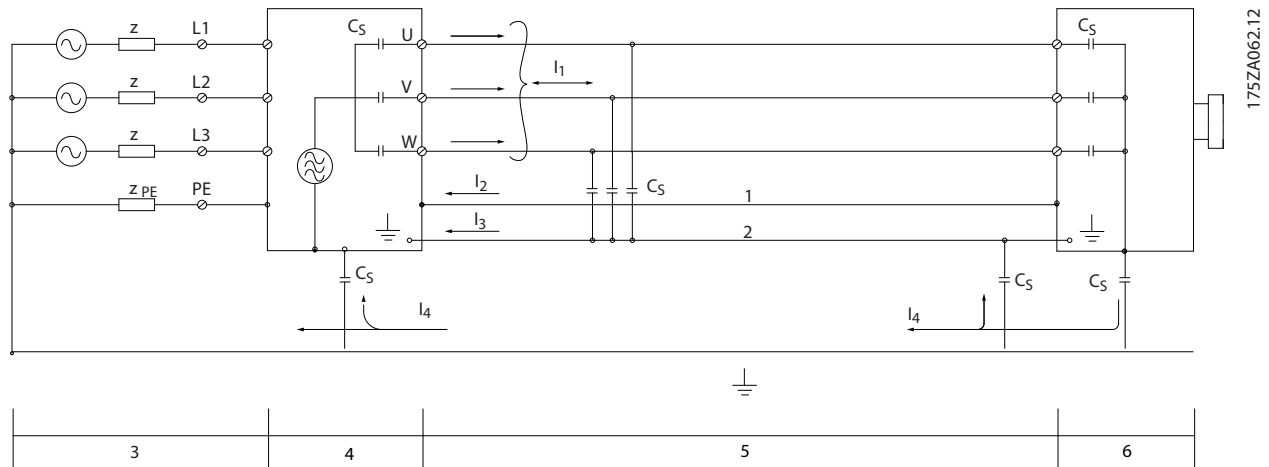 z L1 C_S U C_S
z L2 I_1 V
z L3 W
z_PE PE I_2 C_S 1
I_3 2
C_S C_S C_S
I_4 I_4
3 4 5 6
175ZA062.12